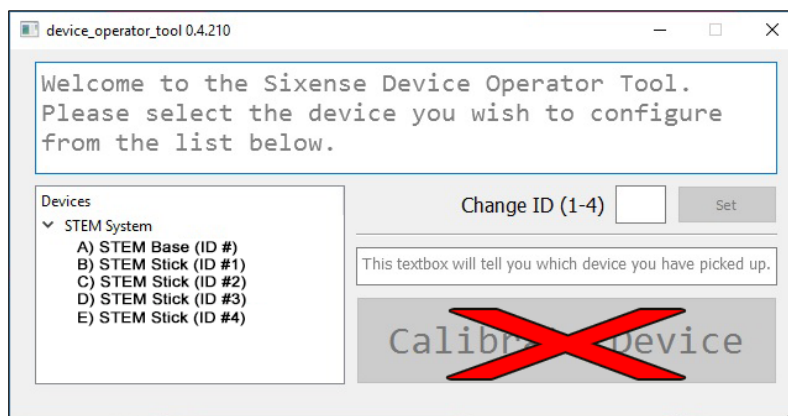 device_operator_tool 0.4.210
Welcome to the Sixense Device Operator Tool.
Please select the device you wish to configure
from the list below.
Devices
STEM System
A) STEM Base (ID #)
B) STEM Stick (ID #1)
C) STEM Stick (ID #2)
D) STEM Stick (ID #3)
E) STEM Stick (ID #4)
Change ID (1-4)
Set
This textbox will tell you which device you have picked up.
Calibrate Device